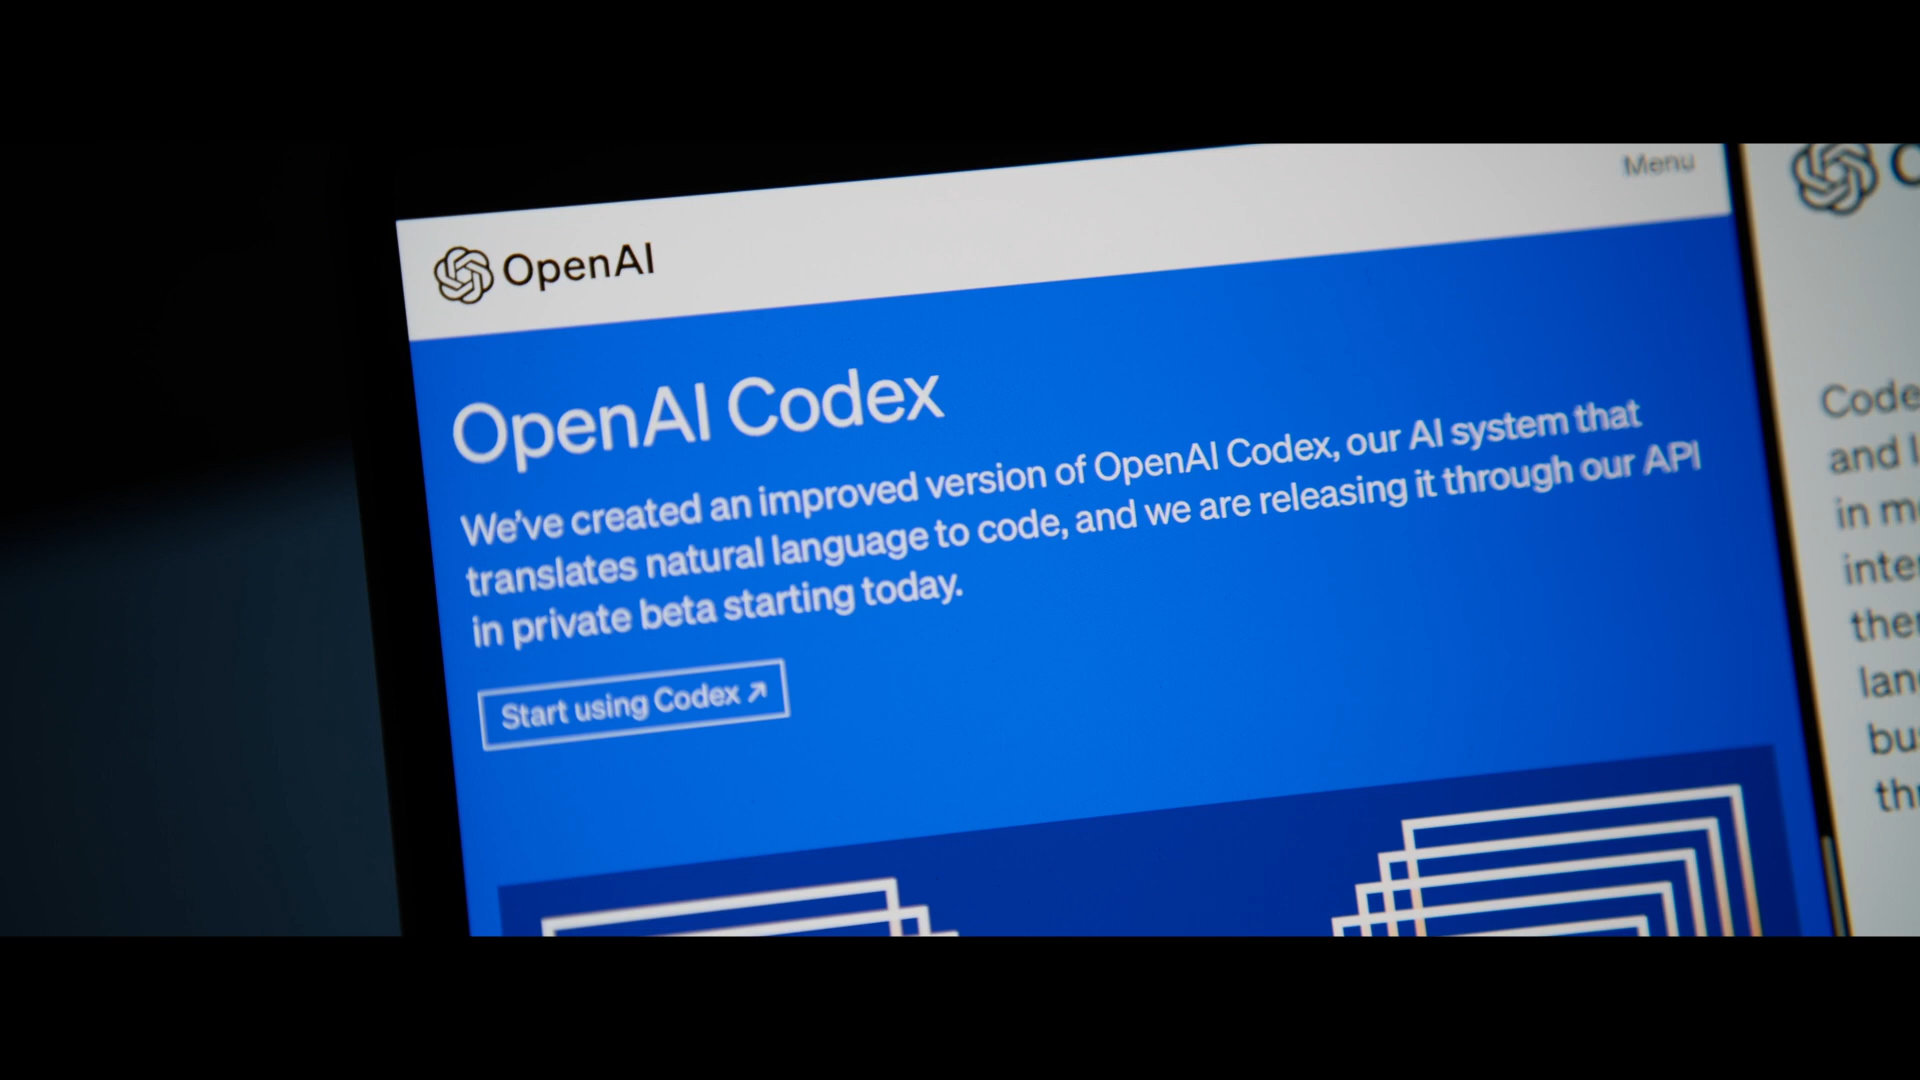 Menu
OpenAI
OpenAI Codex
We've created an improved version of OpenAI Codex, our AI system that
translates natural language to code, and we are releasing it through our API
in private beta starting today.
Start using Codex ↗
and
in